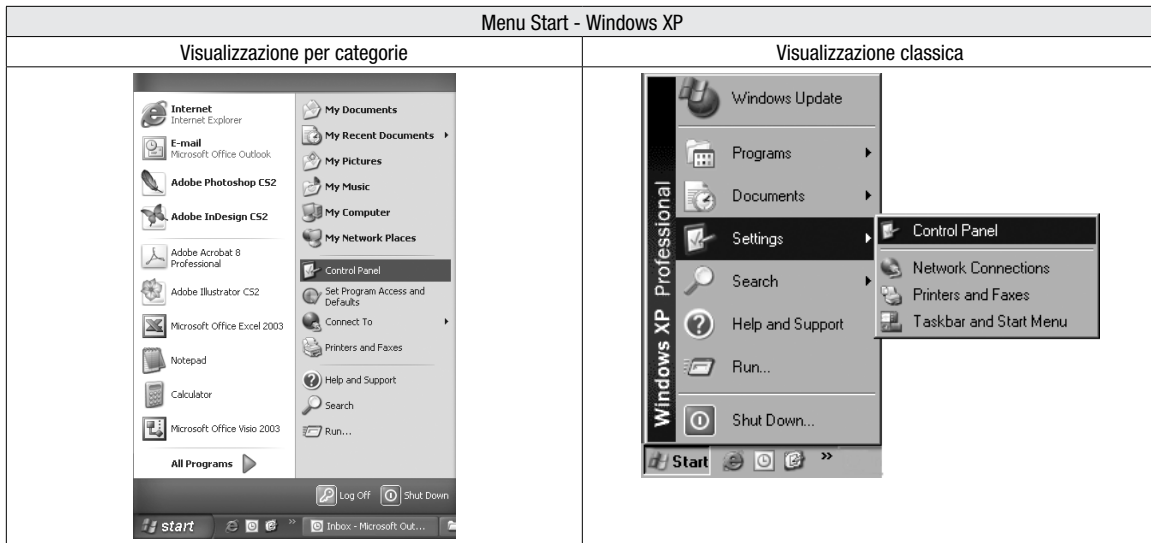 Menu Start - Windows XP
Visualizzazione per categorie
Visualizzazione classica
Internet
Internet Explorer
E-mail
Microsoft Office Outlook
Adobe Photoshop CS2
Adobe InDesign CS2
Adobe Acrobat 8
Professional
Adobe Illustrator CS2
Microsoft Office Excel 2003
Notepad
Calculator
Microsoft Office Visio 2003
All Programs
My Documents
My Recent Documents
My Pictures
My Music
My Computer
My Network Places
Control Panel
Set Program Access and
Defaults
Connect To
Printers and Faxes
Help and Support
Search
Run...
Log Off
Shut Down
start
»
Inbox - Microsoft Out...
Windows XP Professional
Windows Update
Programs
Documents
Settings
Search
Help and Support
Run...
Shut Down...
Control Panel
Network Connections
Printers and Faxes
Taskbar and Start Menu
Start
»